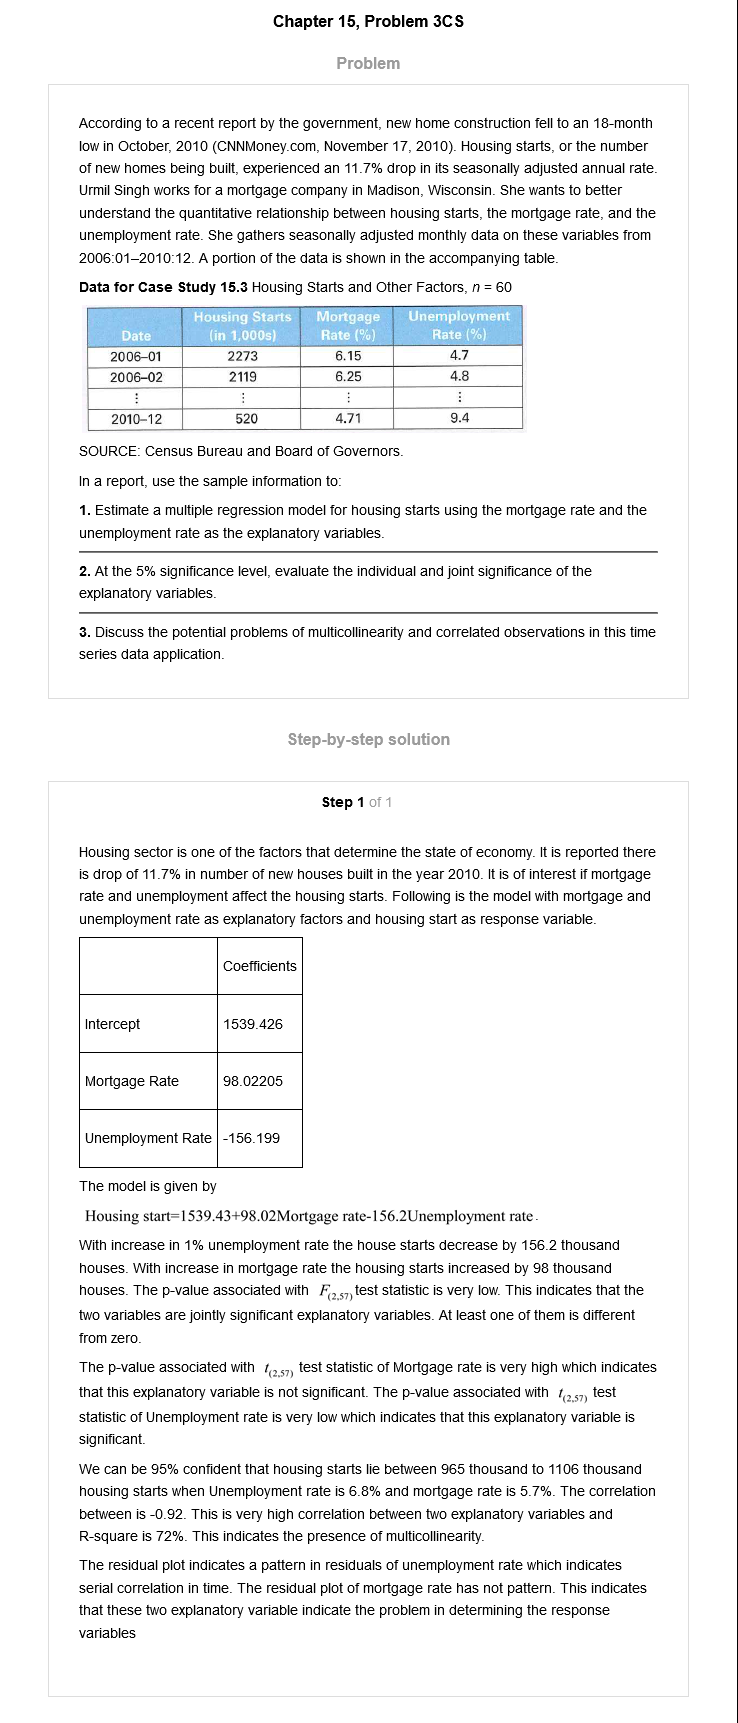 Chapter 15, Problem 3CS
Problem
According to a recent report by the government, new home construction fell to an 18-month
low in October, 2010 (CNNMoney.com, November 17, 2010). Housing starts, or the number
of new homes being built, experienced an 11.7% drop in its seasonally adjusted annual rate.
Urmil Singh works for a mortgage company in Madison, Wisconsin. She wants to better
understand the quantitative relationship between housing starts, the mortgage rate, and the
unemployment rate. She gathers seasonally adjusted monthly data on these variables from
2006:01–2010:12. A portion of the data is shown in the accompanying table.
Data for Case Study 15.3 Housing Starts and Other Factors, n = 60
Housing Starts Mortgage Unemployment
Date (in 1,000s) Rate (%) Rate (%)
2006–01 2273 6.15 4.7
2006–02 2119 6.25 4.8
⋮ ⋮ ⋮ ⋮
2010–12 520 4.71 9.4
SOURCE: Census Bureau and Board of Governors.
In a report, use the sample information to:
1. Estimate a multiple regression model for housing starts using the mortgage rate and the
unemployment rate as the explanatory variables.
2. At the 5% significance level, evaluate the individual and joint significance of the
explanatory variables.
3. Discuss the potential problems of multicollinearity and correlated observations in this time
series data application.
Step-by-step solution
Step 1 of 1
Housing sector is one of the factors that determine the state of economy. It is reported there
is drop of 11.7% in number of new houses built in the year 2010. It is of interest if mortgage
rate and unemployment affect the housing starts. Following is the model with mortgage and
unemployment rate as explanatory factors and housing start as response variable.
Coefficients
Intercept 1539.426
Mortgage Rate 98.02205
Unemployment Rate -156.199
The model is given by
Housing start=1539.43+98.02Mortgage rate-156.2Unemployment rate.
With increase in 1% unemployment rate the house starts decrease by 156.2 thousand
houses. With increase in mortgage rate the housing starts increased by 98 thousand
houses. The p-value associated with F(2,57) test statistic is very low. This indicates that the
two variables are jointly significant explanatory variables. At least one of them is different
from zero.
The p-value associated with t(2,57) test statistic of Mortgage rate is very high which indicates
that this explanatory variable is not significant. The p-value associated with t(2,57) test
statistic of Unemployment rate is very low which indicates that this explanatory variable is
significant.
We can be 95% confident that housing starts lie between 965 thousand to 1106 thousand
housing starts when Unemployment rate is 6.8% and mortgage rate is 5.7%. The correlation
between is -0.92. This is very high correlation between two explanatory variables and
R-square is 72%. This indicates the presence of multicollinearity.
The residual plot indicates a pattern in residuals of unemployment rate which indicates
serial correlation in time. The residual plot of mortgage rate has not pattern. This indicates
that these two explanatory variable indicate the problem in determining the response
variables